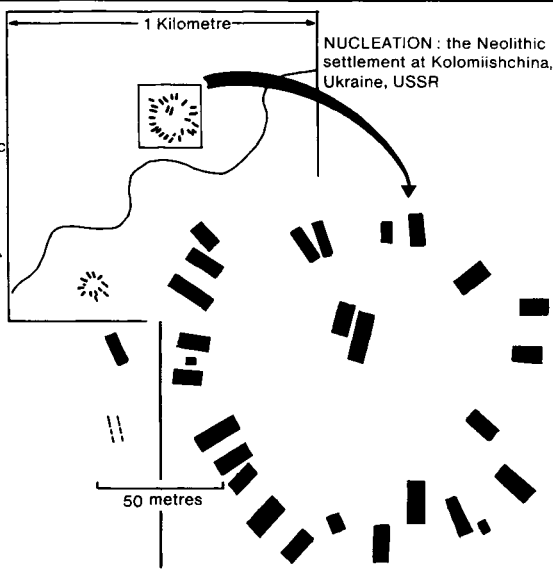 1 Kilometre
NUCLEATION : the Neolithic
settlement at Kolomiishchina,
Ukraine, USSR
c
50 metres